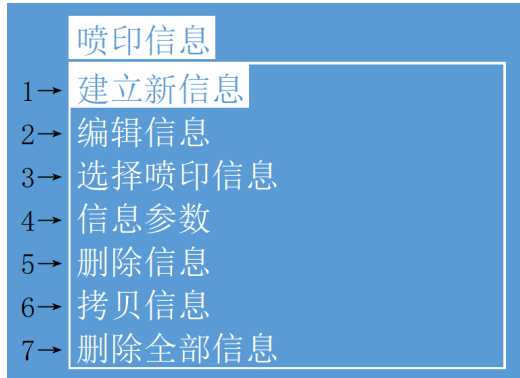 喷印信息
1→ 建立新信息
2→ 编辑信息
3→ 选择喷印信息
4→ 信息参数
5→ 删除信息
6→ 拷贝信息
7→ 删除全部信息